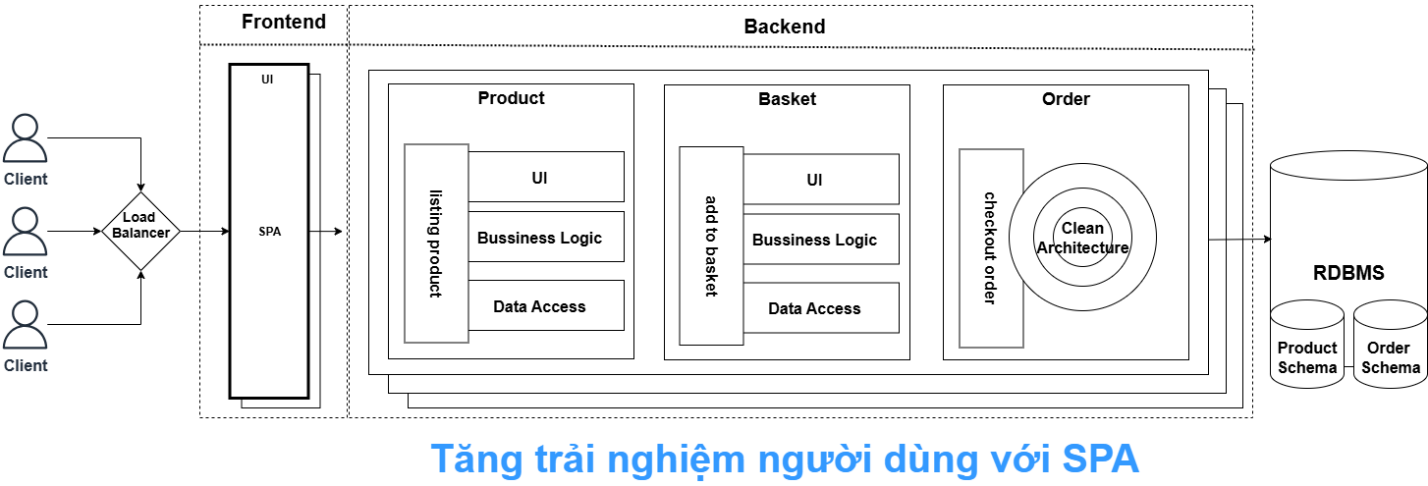 Frontend
Backend
UI
SPA
Client
Client
Client
Load
Balancer
Product
listing product
UI
Bussiness Logic
Data Access
Basket
add to basket
UI
Bussiness Logic
Data Access
Order
checkout order
Clean
Architecture
RDBMS
Product
Schema
Order
Schema
Tăng trải nghiệm người dùng với SPA